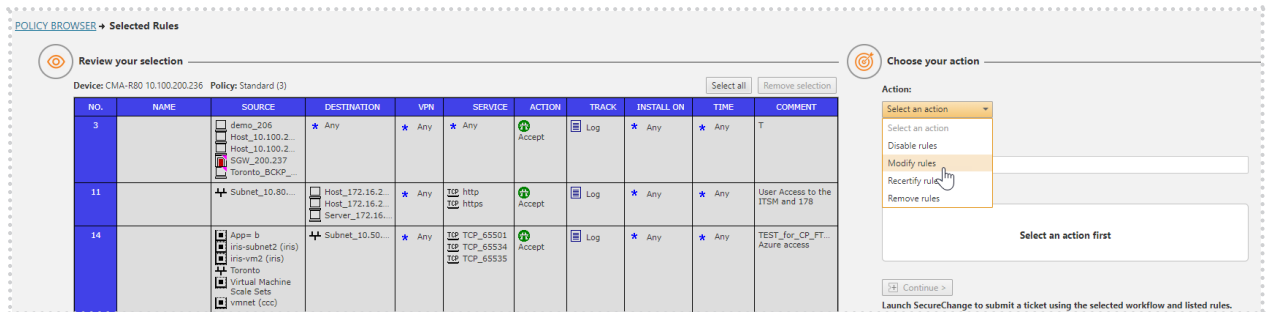 POLICY BROWSER → Selected Rules
Review your selection
Choose your action
Device: CMA-R80 10.100.200.236 Policy: Standard (3)
Select all
Remove selection
Action:
NO. NAME SOURCE DESTINATION VPN SERVICE ACTION TRACK INSTALL ON TIME COMMENT
Select an action
3 demo_206 * Any * Any * Any Accept Log * Any * Any T
Host_10.100.2...
Host_10.100.2...
SGW_200.237
Toronto_BCKP_...
Select an action
Disable rules
Modify rules
Recertify rule
Remove rules
11 Subnet_10.80.... Host_172.16.2... * Any TCP http Accept Log * Any * Any User Access to the
Host_172.16.2... TCP https ITSM and 178
Server_172.16....
14 App= b Subnet_10.50.... * Any TCP TCP_65501 Accept Log * Any * Any TEST_for_CP_FT...
iris-subnet2 (iris) TCP TCP_65534 Azure access
iris-vm2 (iris) TCP TCP_65535
Toronto
Virtual Machine
Scale Sets
vmnet (ccc)
Select an action first
Continue >
Launch SecureChange to submit a ticket using the selected workflow and listed rules.